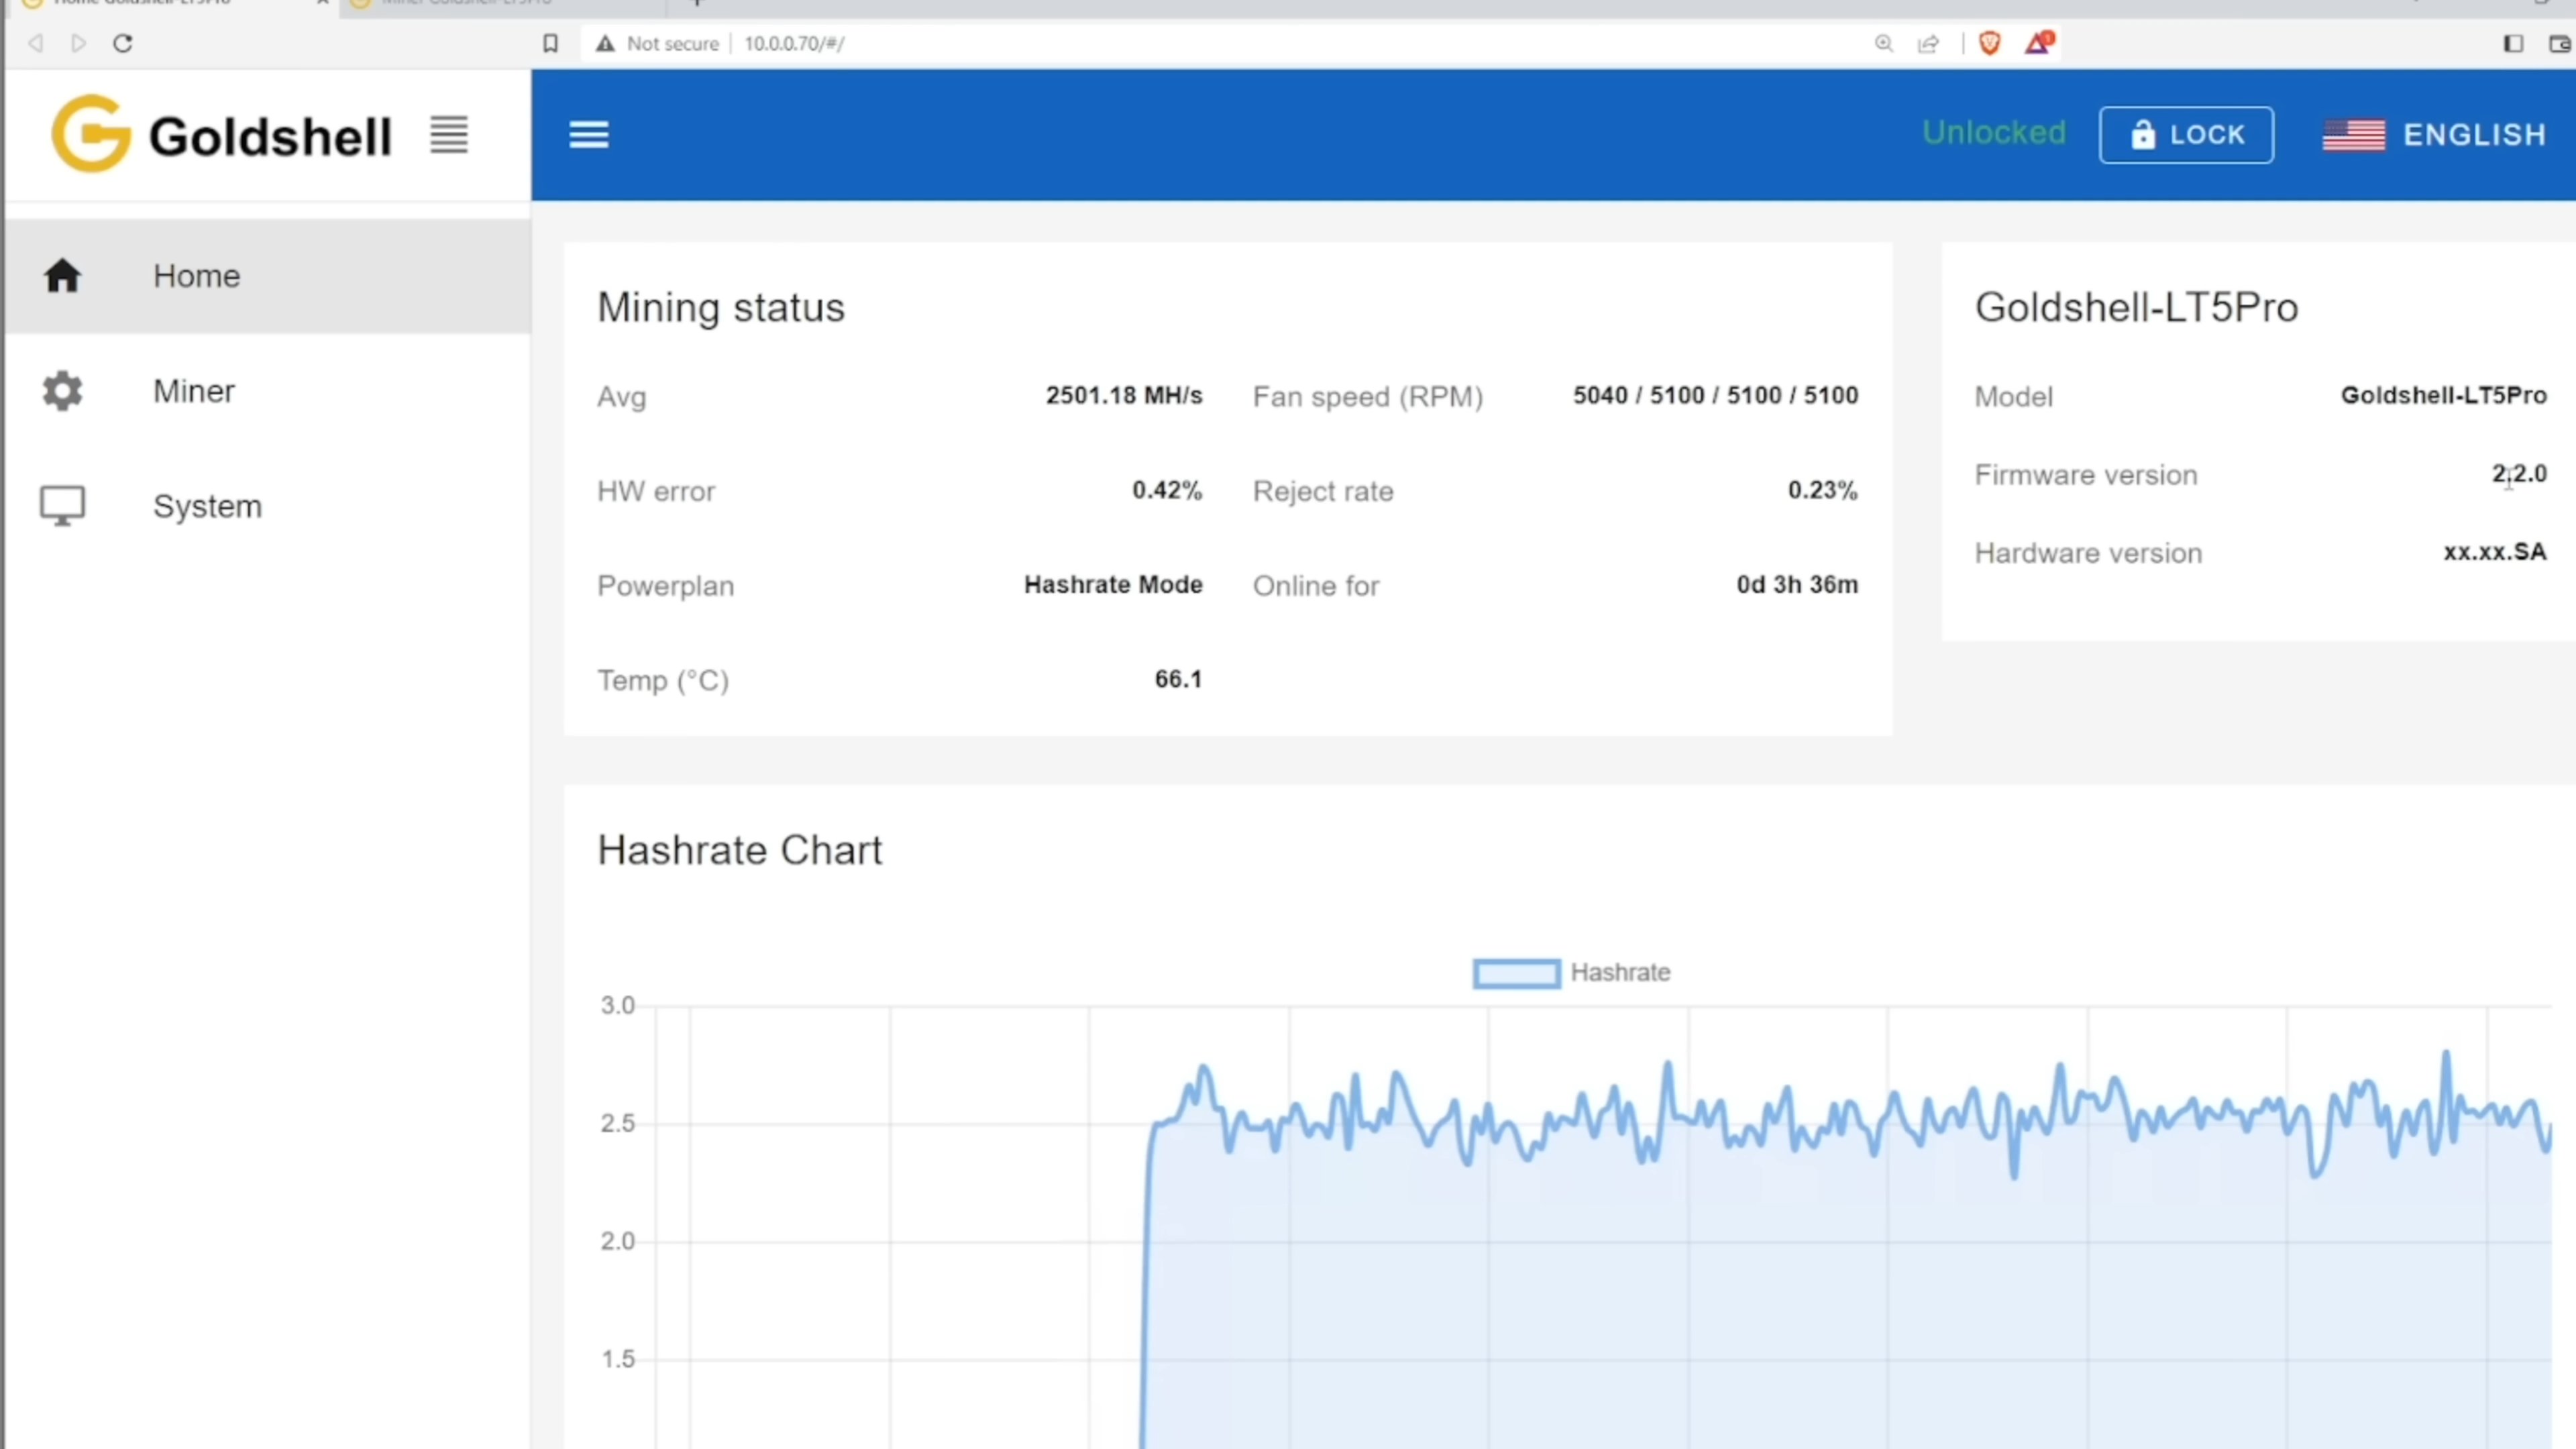 Not secure 10.0.0.70/#/
Goldshell
Unlocked LOCK ENGLISH
Home
Miner
System
Mining status
Avg 2501.18 MH/s Fan speed (RPM) 5040 / 5100 / 5100 / 5100
HW error 0.42% Reject rate 0.23%
Powerplan Hashrate Mode Online for 0d 3h 36m
Temp (°C) 66.1
Goldshell-LT5Pro
Model Goldshell-LT5Pro
Firmware version 2.2.0
Hardware version xx.xx.SA
Hashrate Chart
Hashrate
3.0
2.5
2.0
1.5